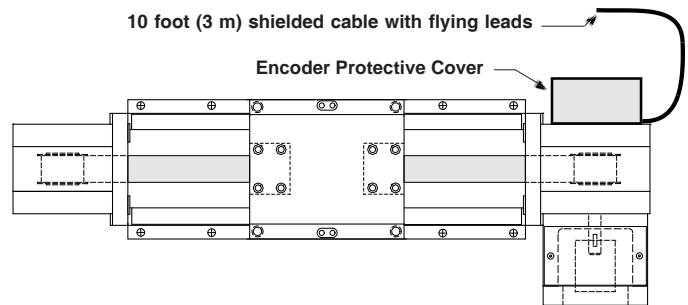 10 foot (3 m) shielded cable with flying leads
Encoder Protective Cover